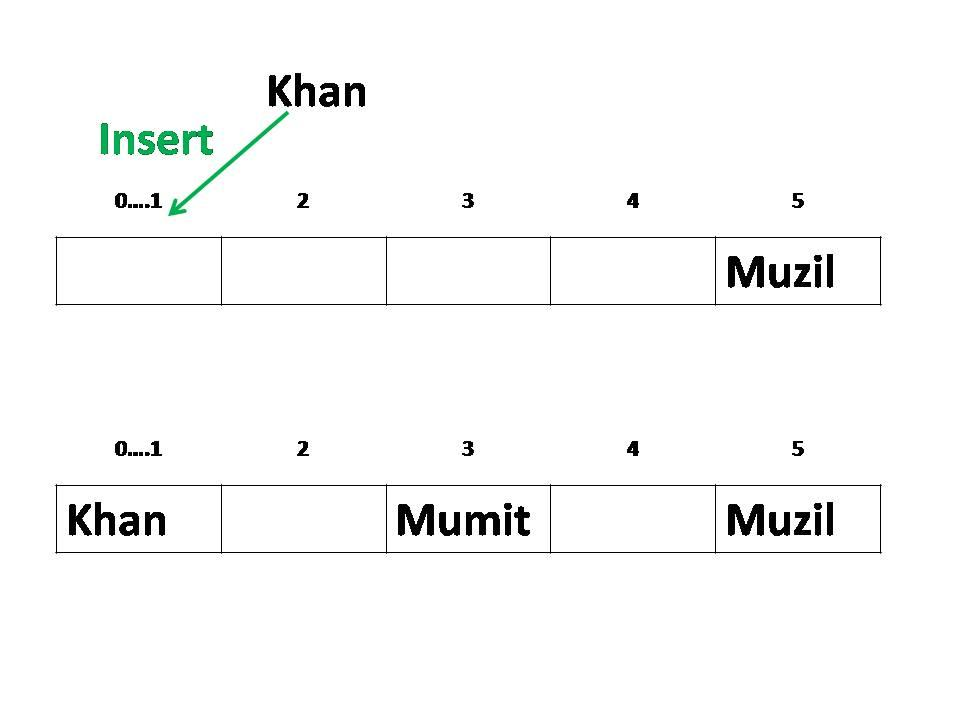 Khan
Insert
0....1 2 3 4 5
Muzil
0....1 2 3 4 5
Khan Mumit Muzil